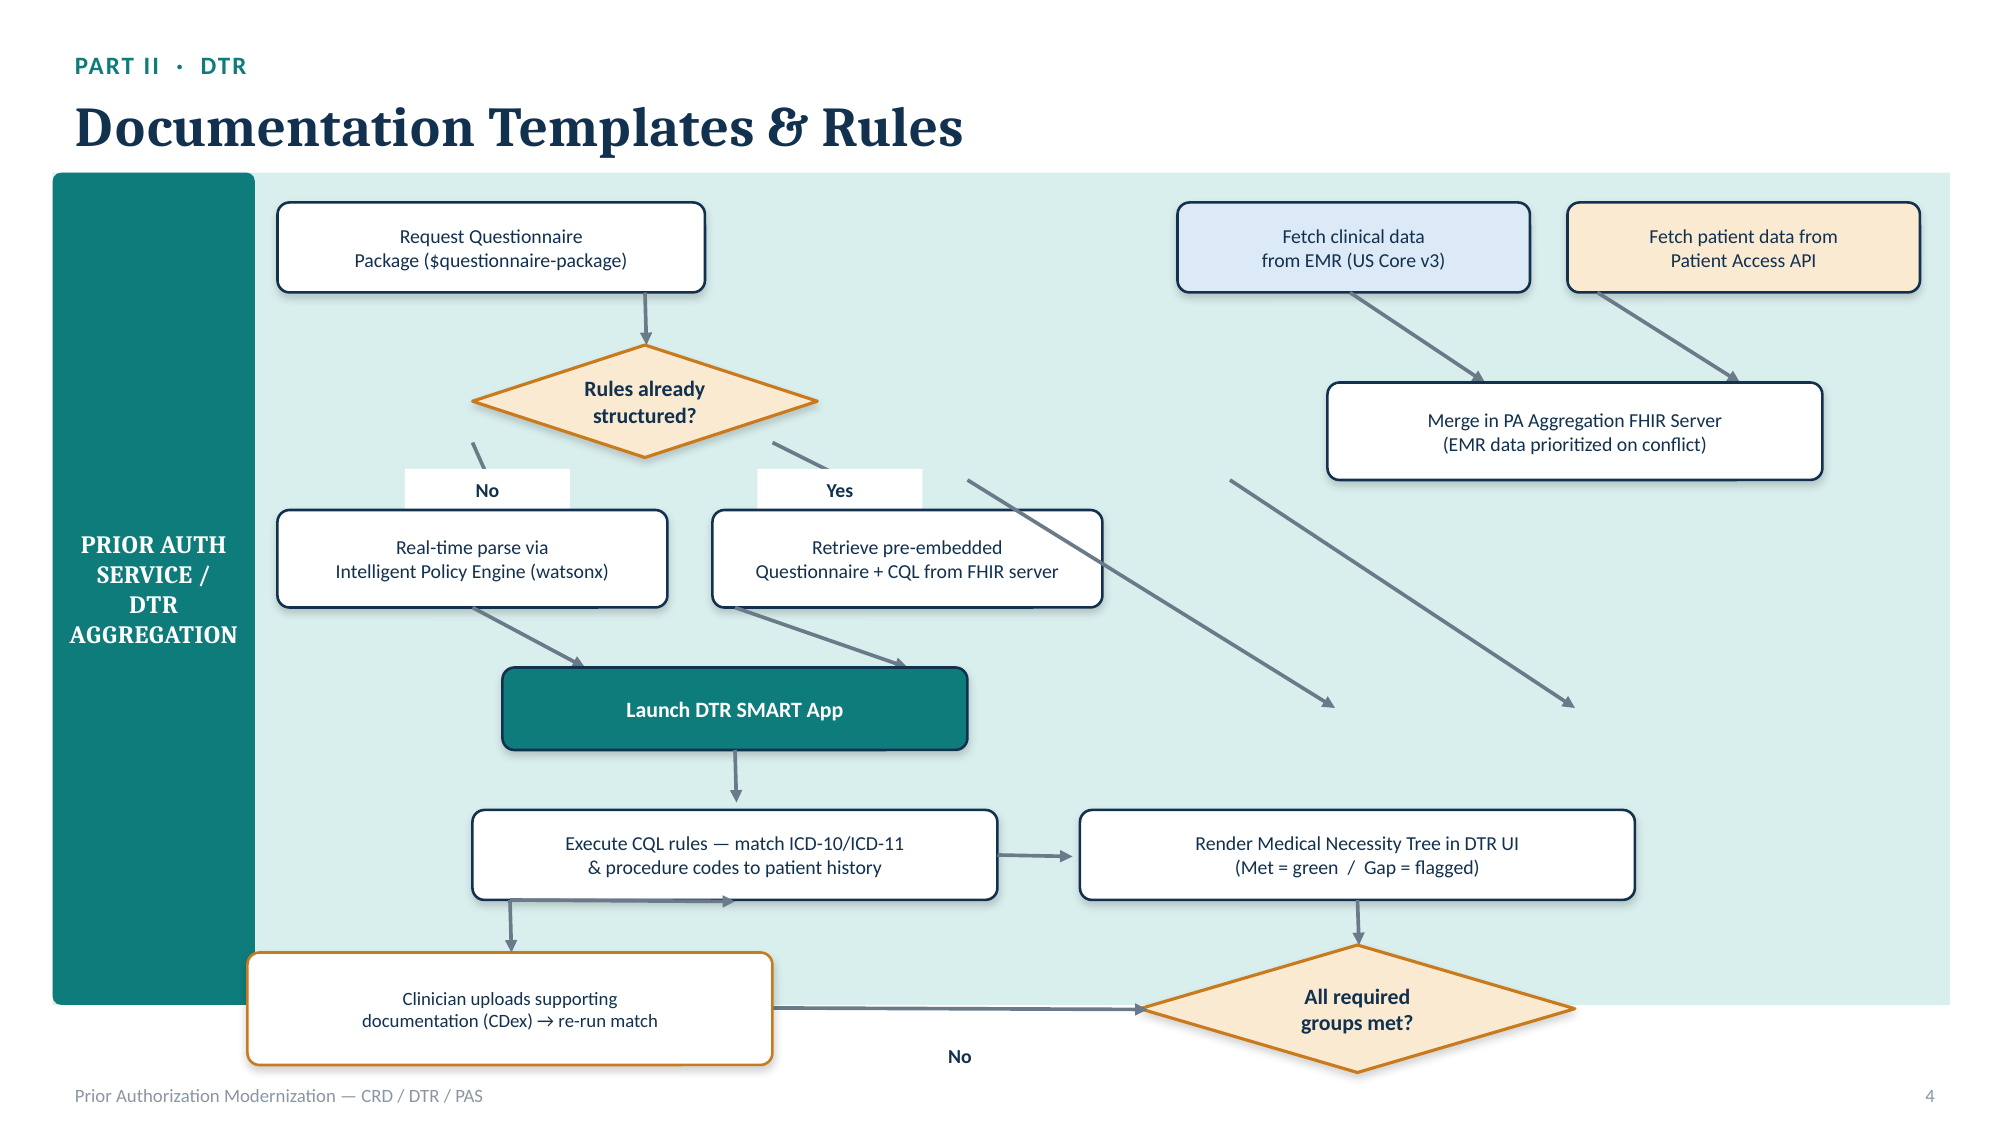 PART II · DTR
Documentation Templates & Rules
PRIOR AUTH
SERVICE /
DTR
AGGREGATION
Request Questionnaire
Package ($questionnaire-package)
Fetch clinical data
from EMR (US Core v3)
Fetch patient data from
Patient Access API
Rules already
structured?
Merge in PA Aggregation FHIR Server
(EMR data prioritized on conflict)
No
Yes
Real-time parse via
Intelligent Policy Engine (watsonx)
Retrieve pre-embedded
Questionnaire + CQL from FHIR server
Launch DTR SMART App
Execute CQL rules — match ICD-10/ICD-11
& procedure codes to patient history
Render Medical Necessity Tree in DTR UI
(Met = green / Gap = flagged)
Clinician uploads supporting
documentation (CDex) → re-run match
All required
groups met?
No
Prior Authorization Modernization — CRD / DTR / PAS
4